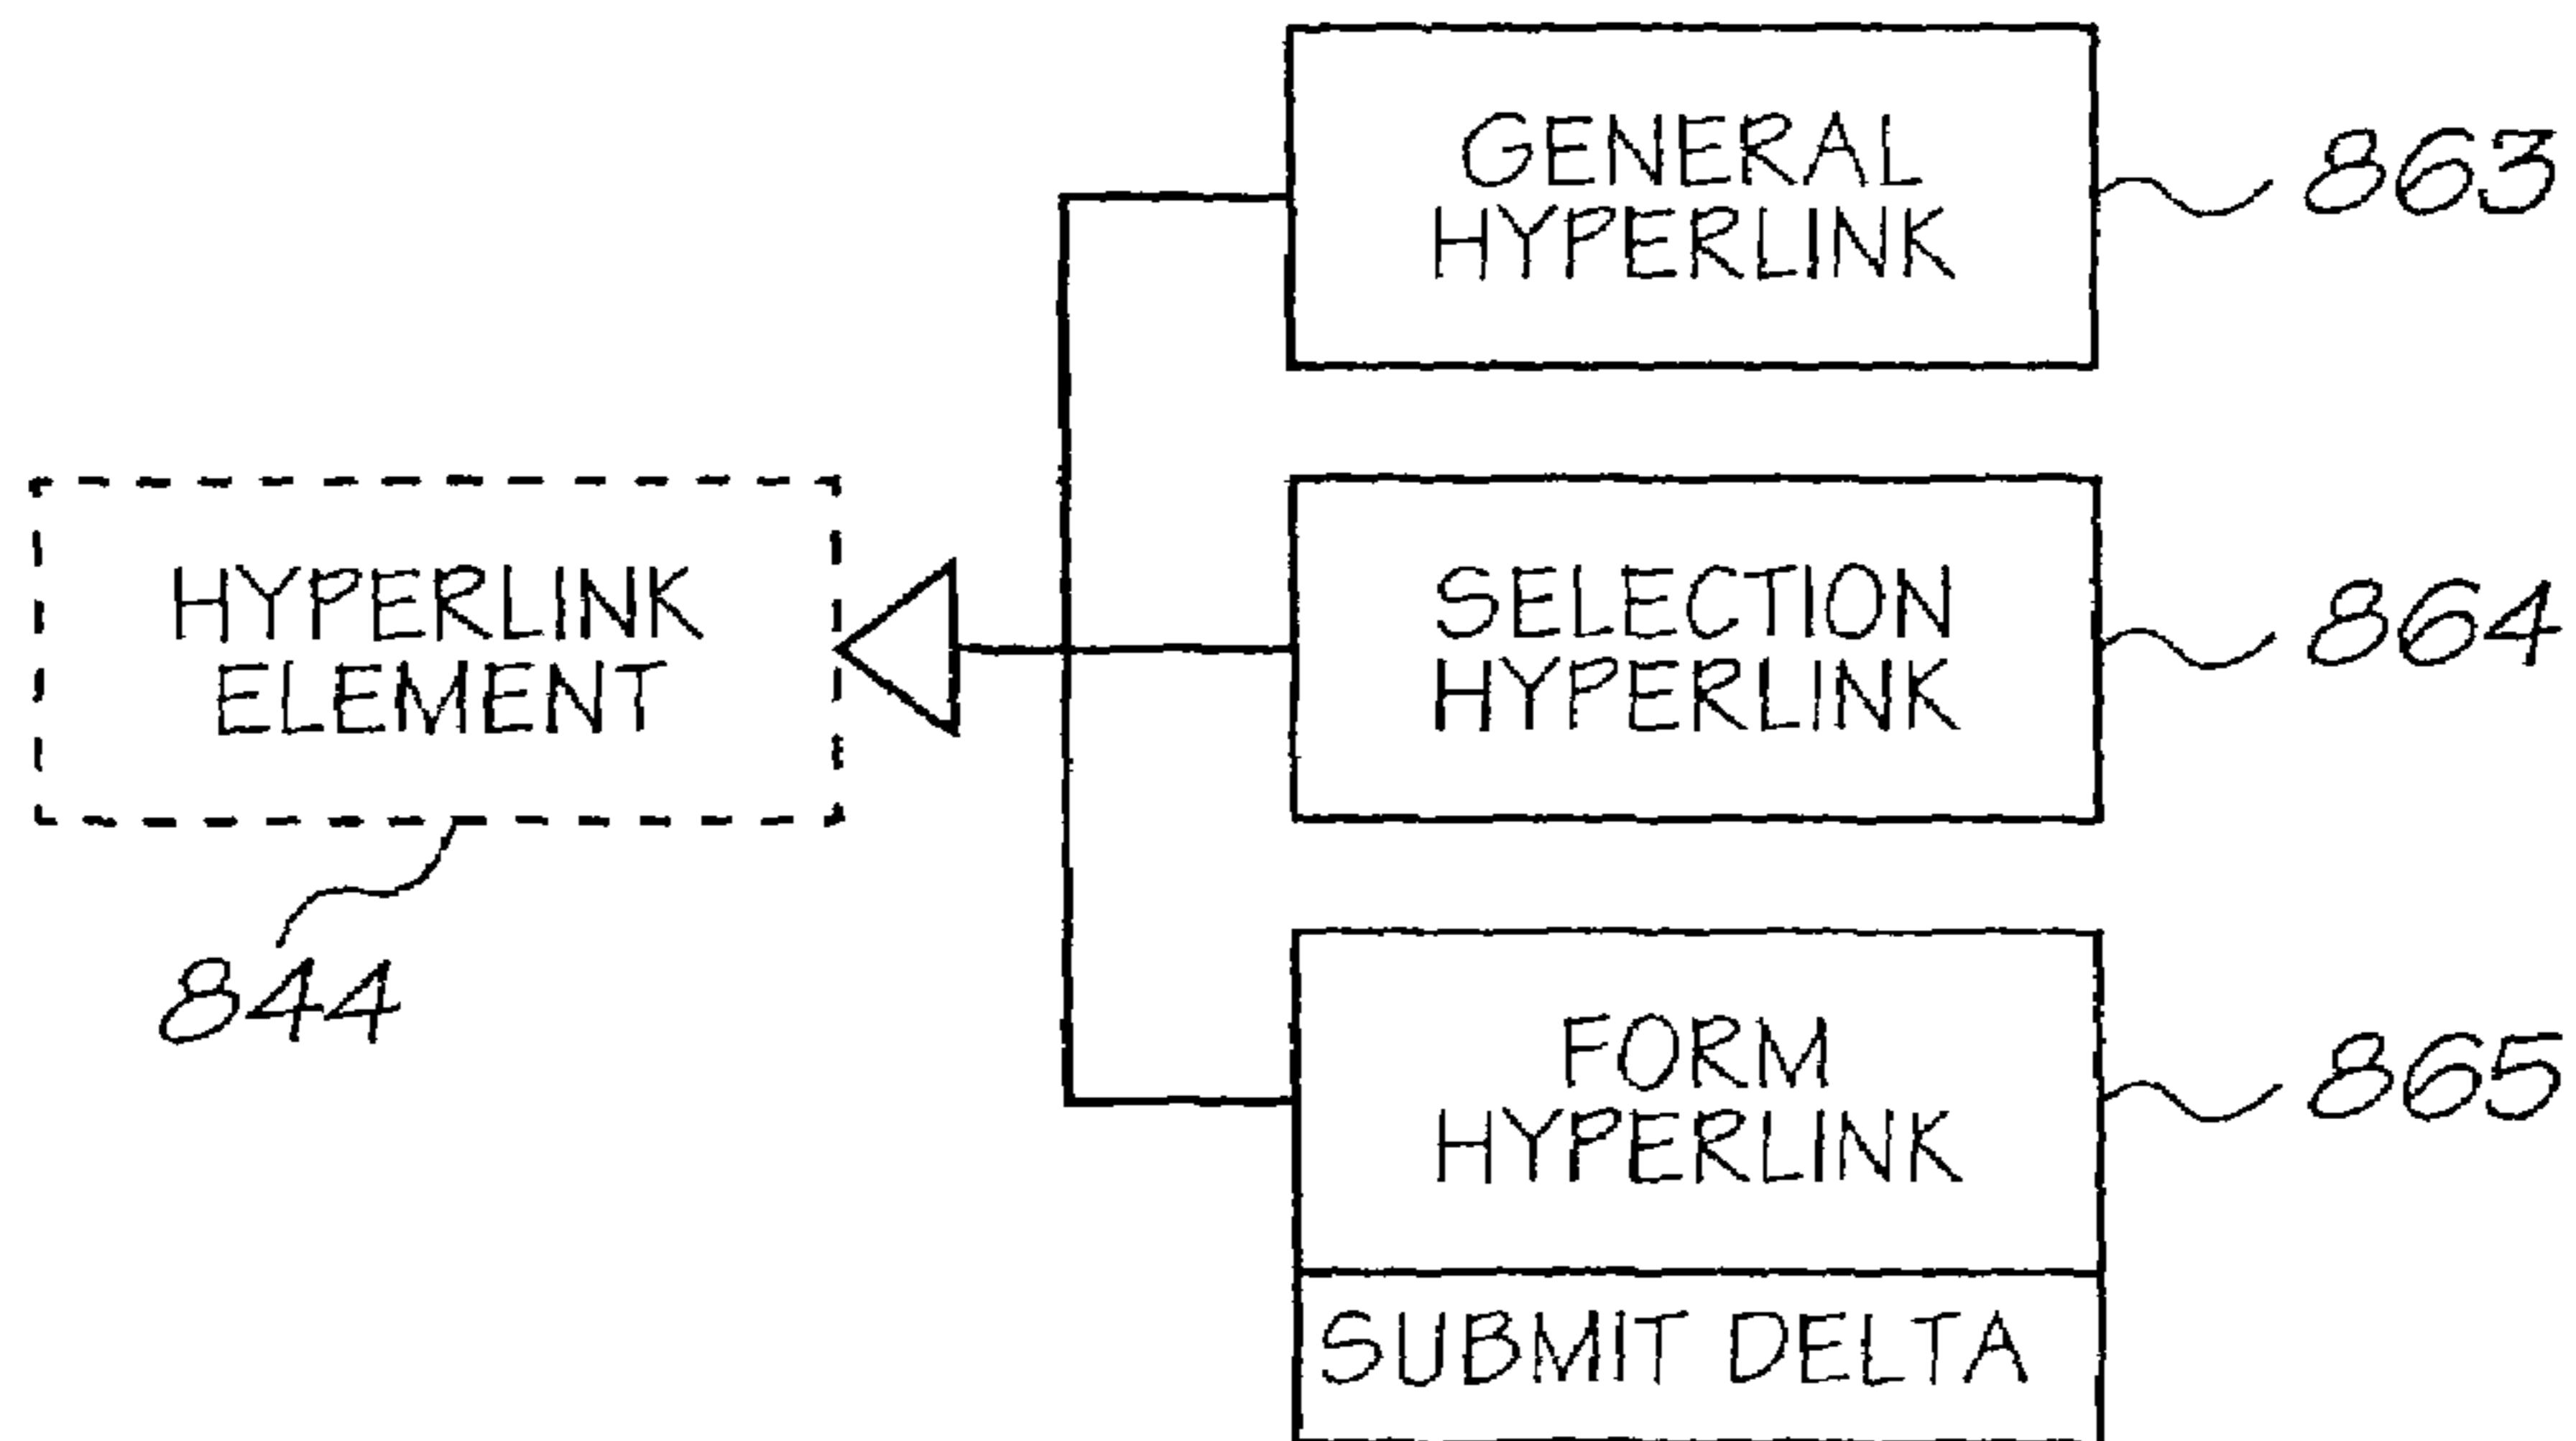 GENERAL
HYPERLINK
863
HYPERLINK
ELEMENT
844
SELECTION
HYPERLINK
864
FORM
HYPERLINK
865
SUBMIT DELTA